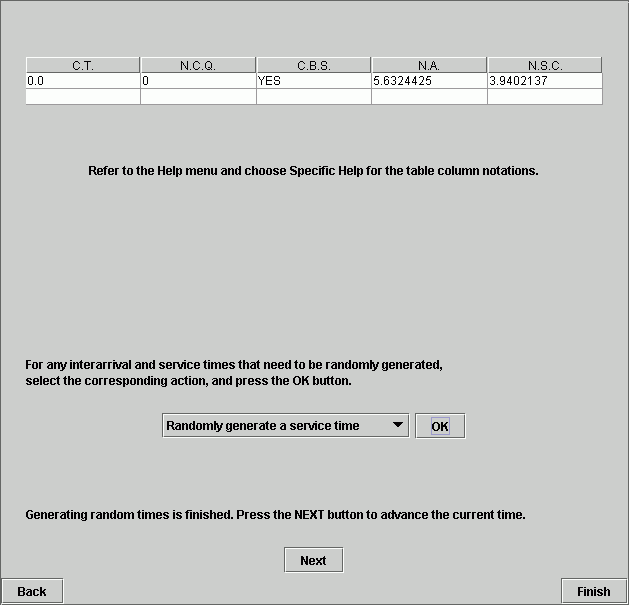 C.T. N.C.Q. C.B.S. N.A. N.S.C.
0.0 0 YES 5.6324425 3.9402137
Refer to the Help menu and choose Specific Help for the table column notations.
For any interarrival and service times that need to be randomly generated,
select the corresponding action, and press the OK button.
Randomly generate a service time OK
Generating random times is finished. Press the NEXT button to advance the current time.
Next
Back Finish